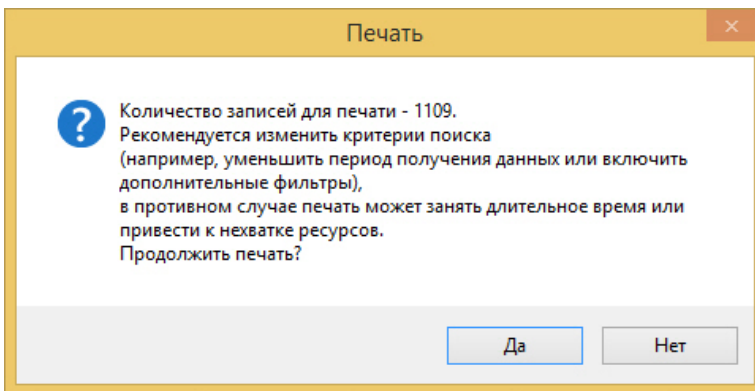 Печать
Количество записей для печати - 1109.
Рекомендуется изменить критерии поиска
(например, уменьшить период получения данных или включить
дополнительные фильтры),
в противном случае печать может занять длительное время или
привести к нехватке ресурсов.
Продолжить печать?
Да
Нет